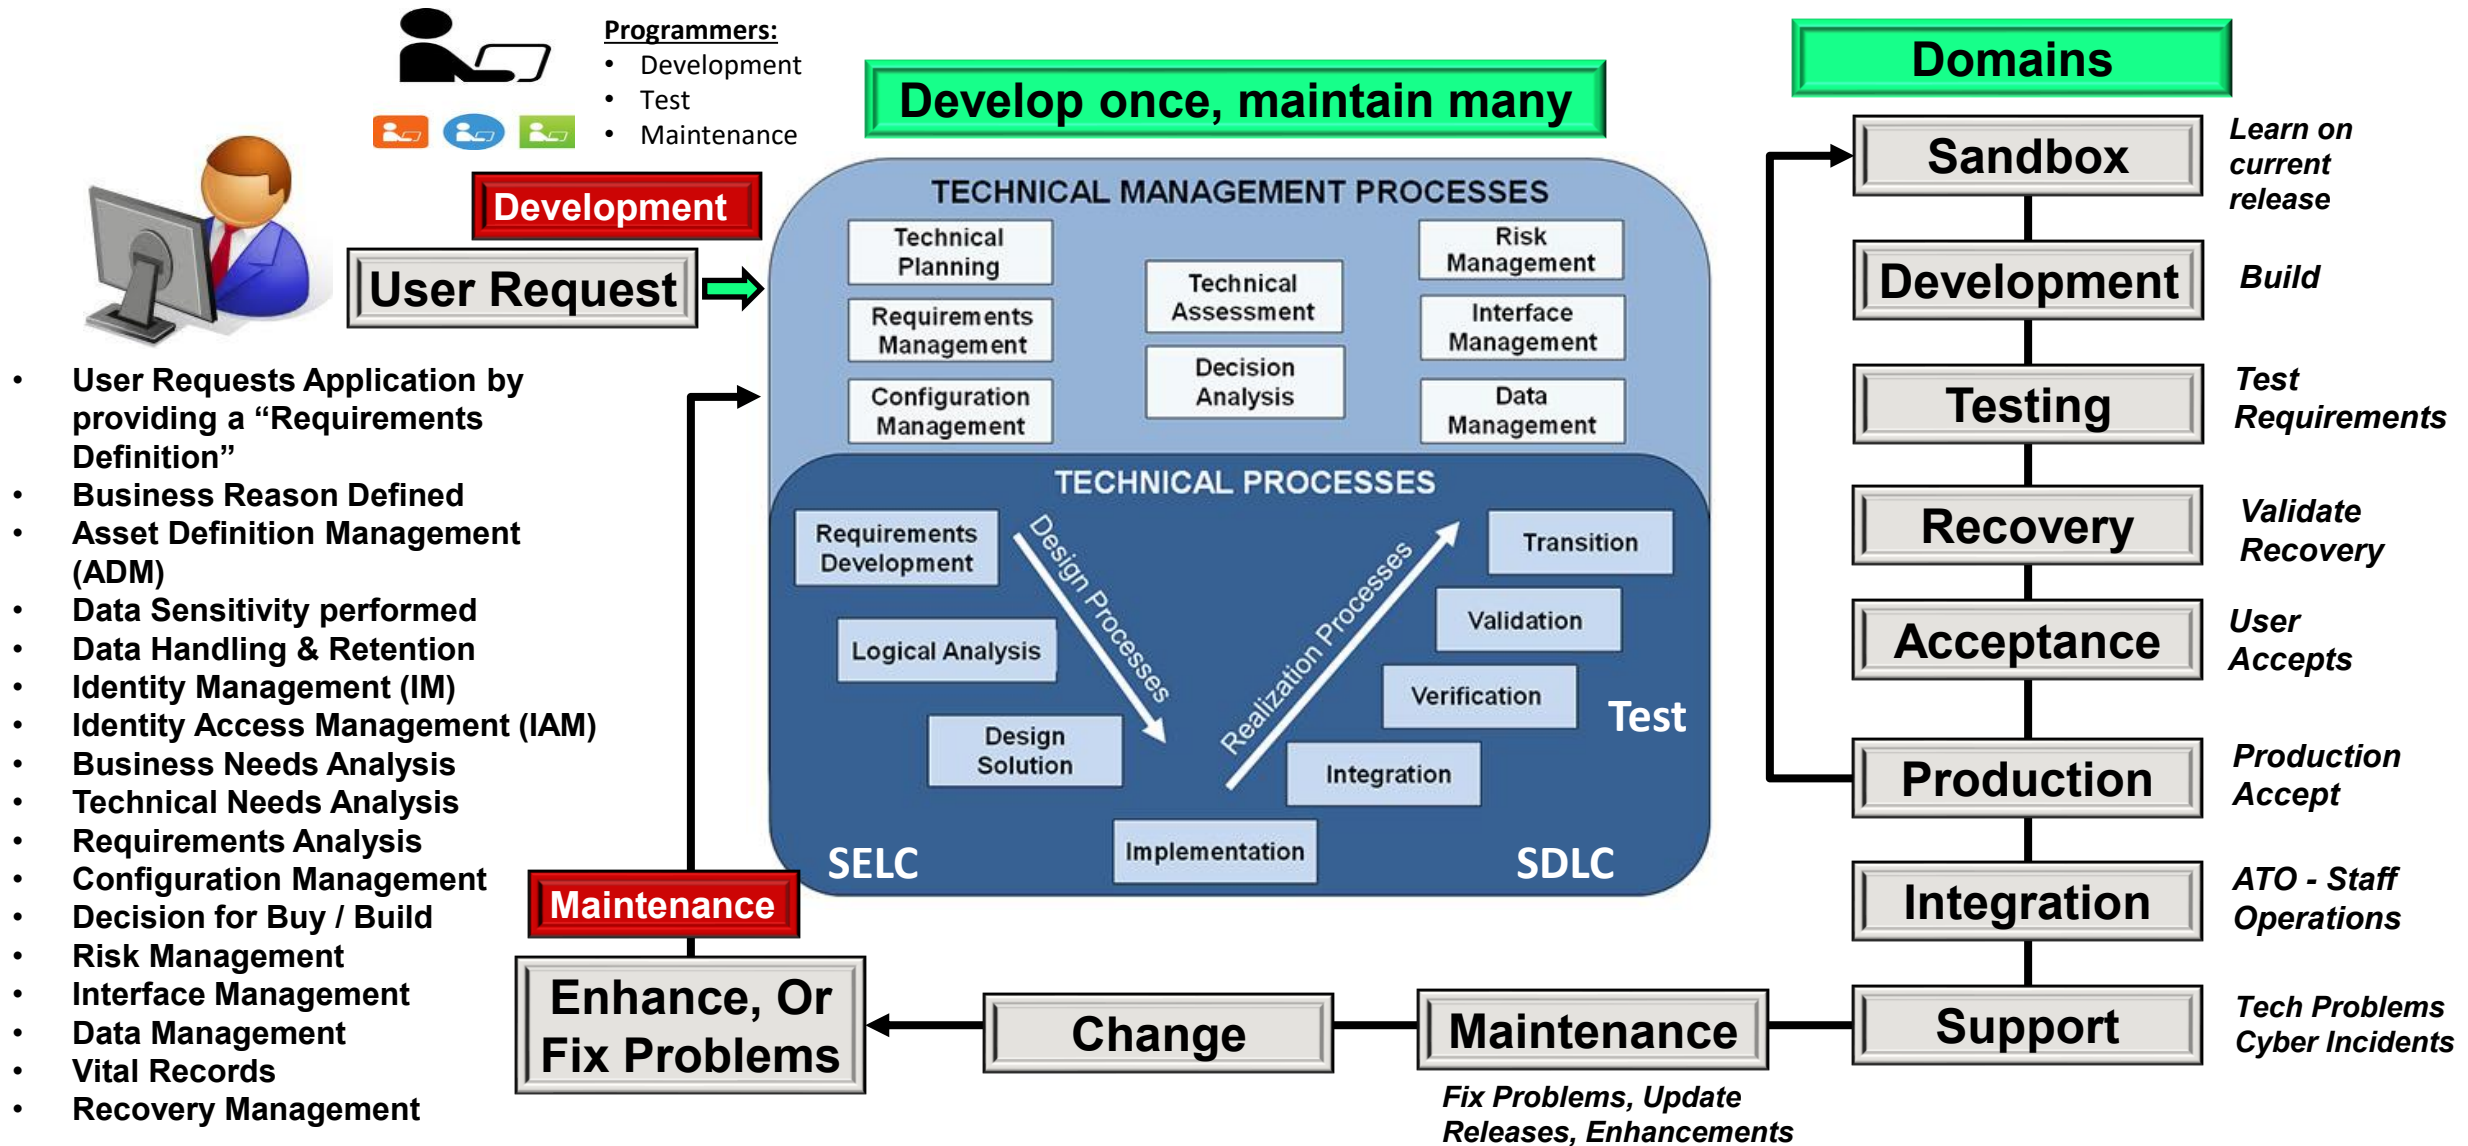 Programmers:
• Development
• Test
• Maintenance
Develop once, maintain many
Development
User Request
• User Requests Application by
providing a “Requirements
Definition”
• Business Reason Defined
• Asset Definition Management
(ADM)
• Data Sensitivity performed
• Data Handling & Retention
• Identity Management (IM)
• Identity Access Management (IAM)
• Business Needs Analysis
• Technical Needs Analysis
• Requirements Analysis
• Configuration Management
• Decision for Buy / Build
• Risk Management
• Interface Management
• Data Management
• Vital Records
• Recovery Management
TECHNICAL MANAGEMENT PROCESSES
Technical
Planning
Requirements
Management
Configuration
Management
Technical
Assessment
Decision
Analysis
Risk
Management
Interface
Management
Data
Management
TECHNICAL PROCESSES
Requirements
Development
Logical Analysis
Design
Solution
Design Processes
Implementation
Realization Processes
Transition
Validation
Verification
Integration
Test
SELC
SDLC
Domains
Sandbox
Learn on
current
release
Development
Build
Testing
Test
Requirements
Recovery
Validate
Recovery
Acceptance
User
Accepts
Production
Production
Accept
Integration
ATO - Staff
Operations
Support
Tech Problems
Cyber Incidents
Maintenance
Fix Problems, Update
Releases, Enhancements
Change
Enhance, Or
Fix Problems
Maintenance